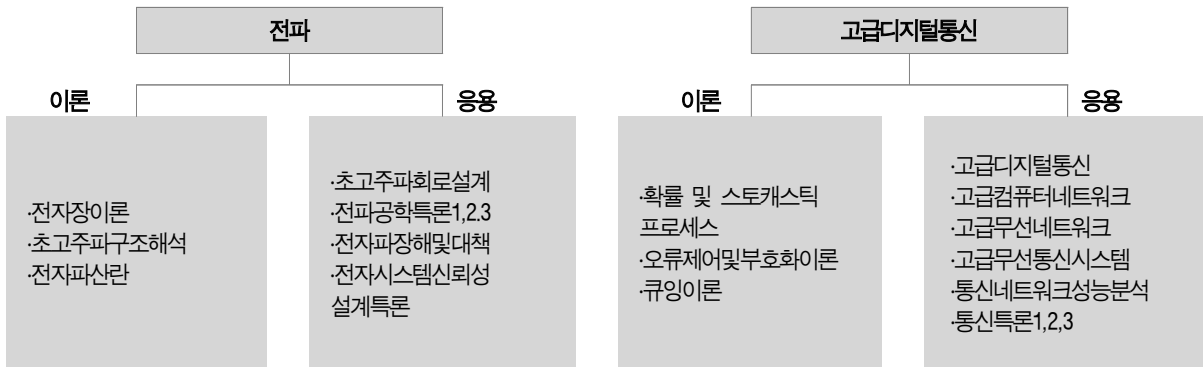 전파
이론
응용
·전자장이론
·초고주파구조해석
·전자파산란
·초고주파회로설계
·전파공학특론1,2.3
·전자파장해및대책
·전자시스템신뢰성
설계특론
고급디지털통신
이론
응용
·확률 및 스토캐스틱
프로세스
·오류제어및부호화이론
·큐잉이론
·고급디지털통신
·고급컴퓨터네트워크
·고급무선네트워크
·고급무선통신시스템
·통신네트워크성능분석
·통신특론1,2,3